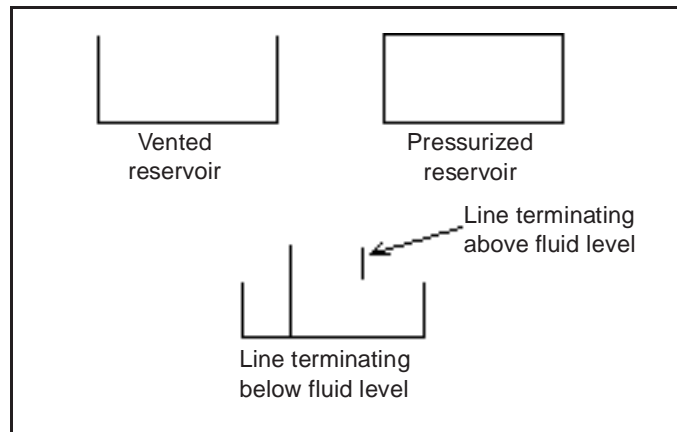 Vented
reservoir
Pressurized
reservoir
Line terminating
above fluid level
Line terminating
below fluid level